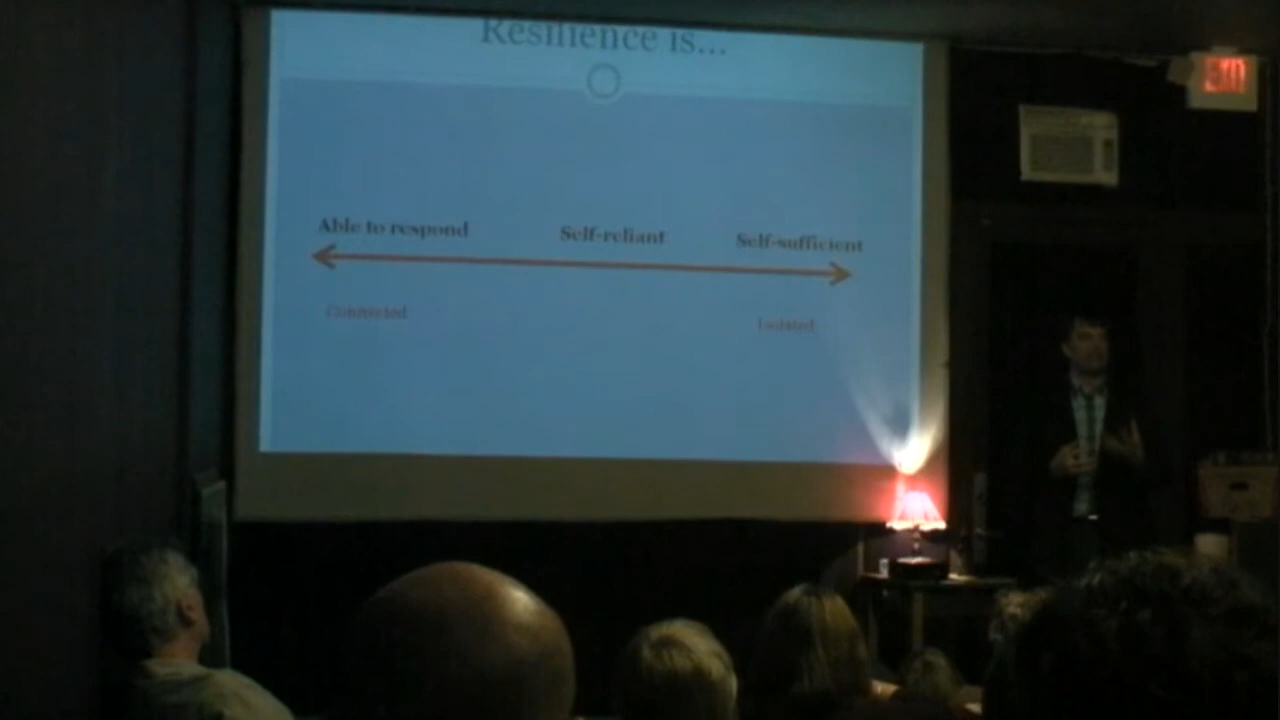 Resilience is...
Able to respond Self-reliant Self-sufficient
Connected Isolated
EXIT